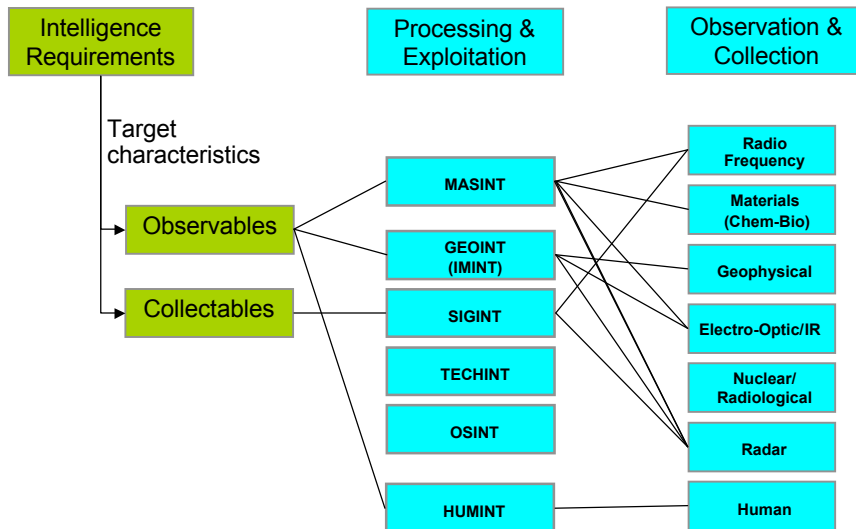 Intelligence
Requirements
Processing &
Exploitation
Observation &
Collection
Target
characteristics
Observables
Collectables
MASINT
GEOINT
(IMINT)
SIGINT
TECHINT
OSINT
HUMINT
Radio
Frequency
Materials
(Chem-Bio)
Geophysical
Electro-Optic/IR
Nuclear/
Radiological
Radar
Human